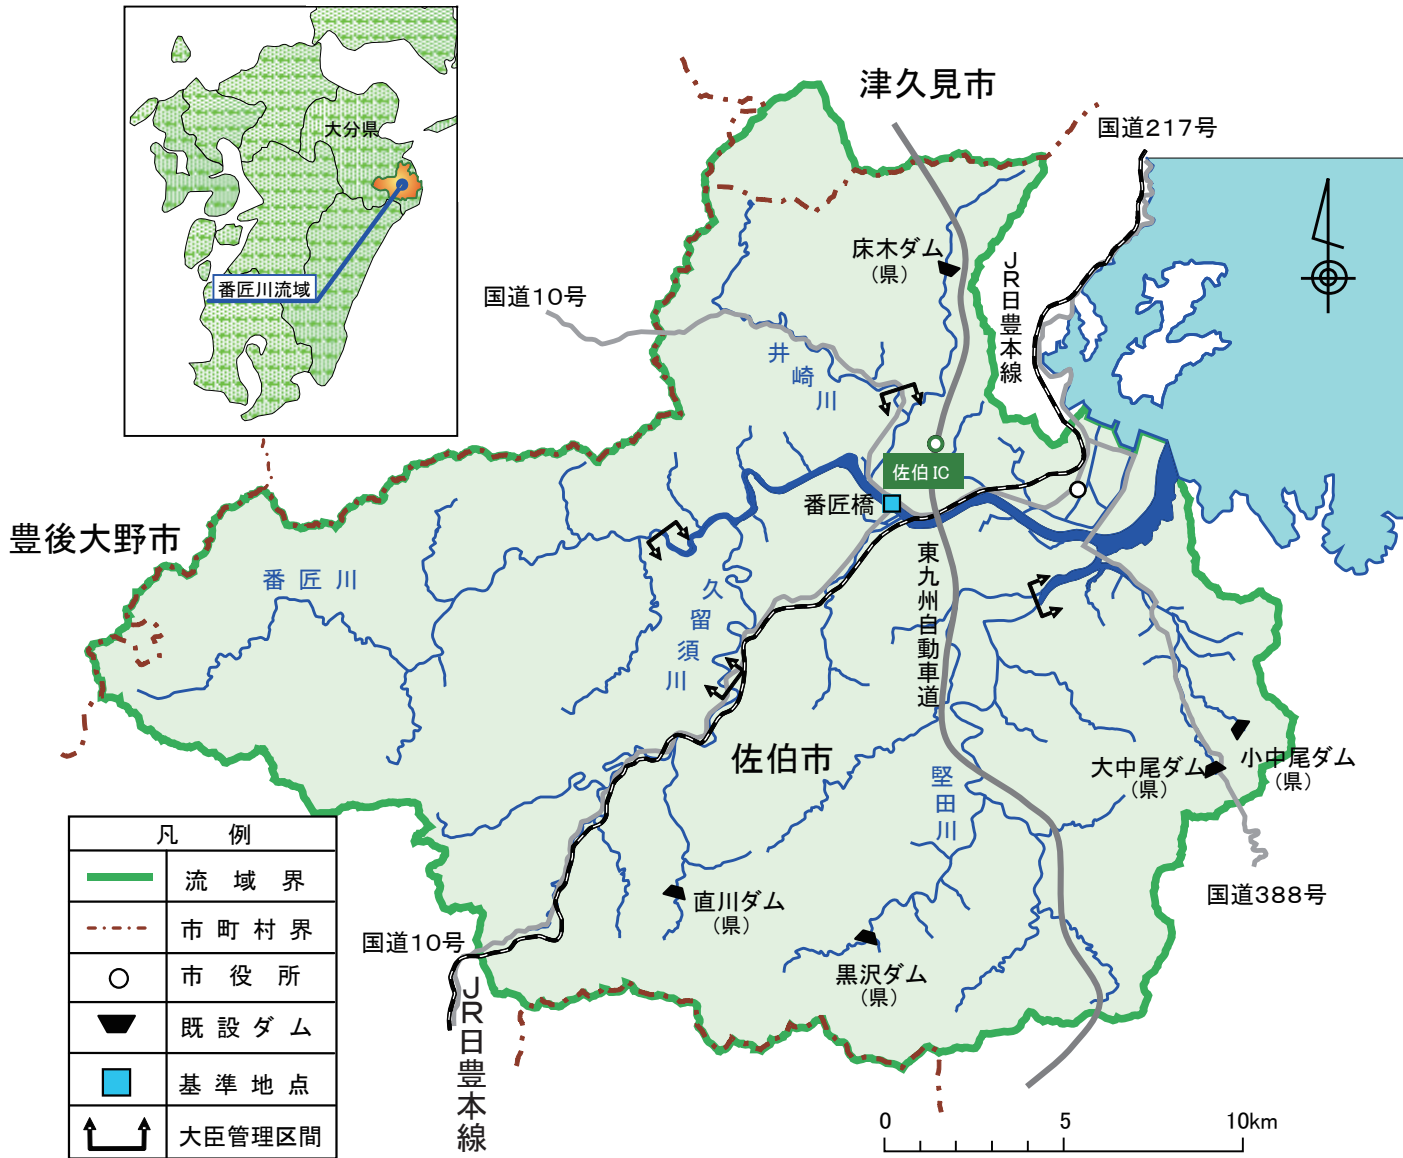 大分県
番匠川流域
津久見市
国道217号
床木ダム
(県)
JR日豊本線
国道10号
井崎川
佐伯IC
番匠橋
豊後大野市
番匠川
久留須川
東九州自動車道
佐伯市
堅田川
大中尾ダム
(県)
小中尾ダム
(県)
直川ダム
(県)
黒沢ダム
(県)
国道388号
国道10号
JR日豊本線
凡例
流域界
市町村界
市役所
既設ダム
基準地点
大臣管理区間
0 5 10km